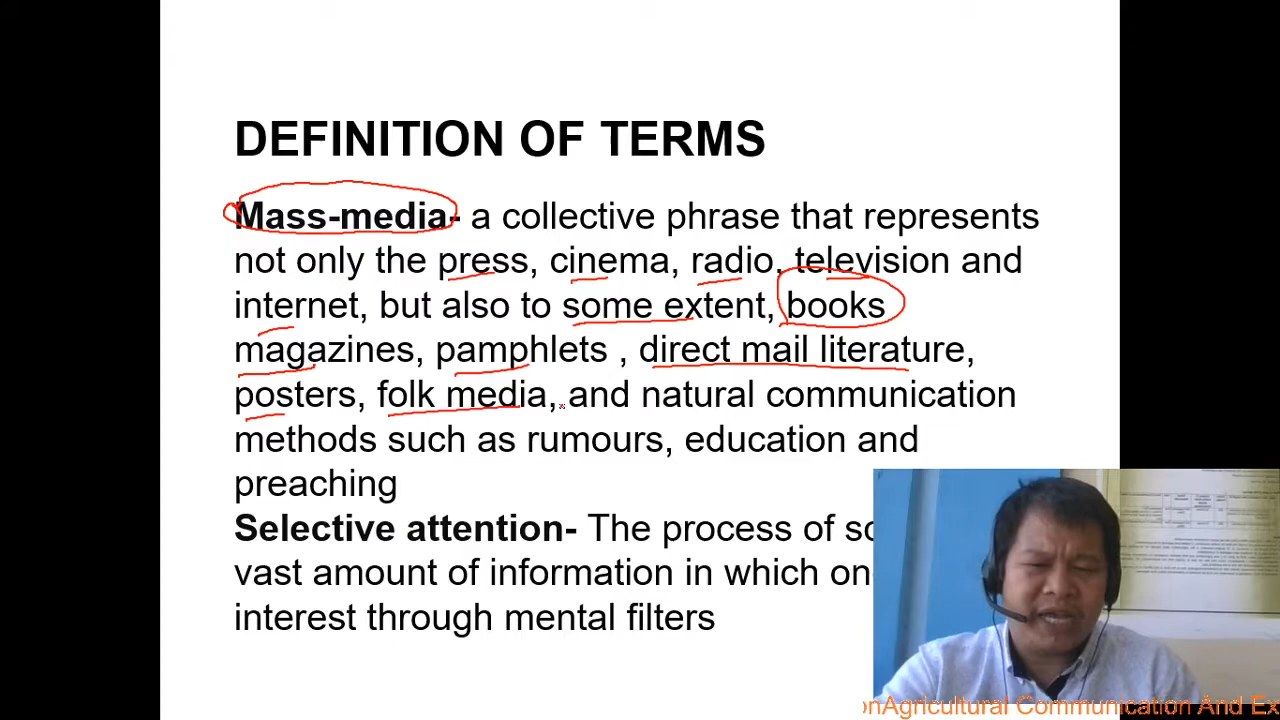 DEFINITION OF TERMS
Mass-media- a collective phrase that represents
not only the press, cinema, radio, television and
internet, but also to some extent, books
magazines, pamphlets , direct mail literature,
posters, folk media, and natural communication
methods such as rumours, education and
preaching
Selective attention- The process of
vast amount of information in which
interest through mental filters
Agricultural Communication And